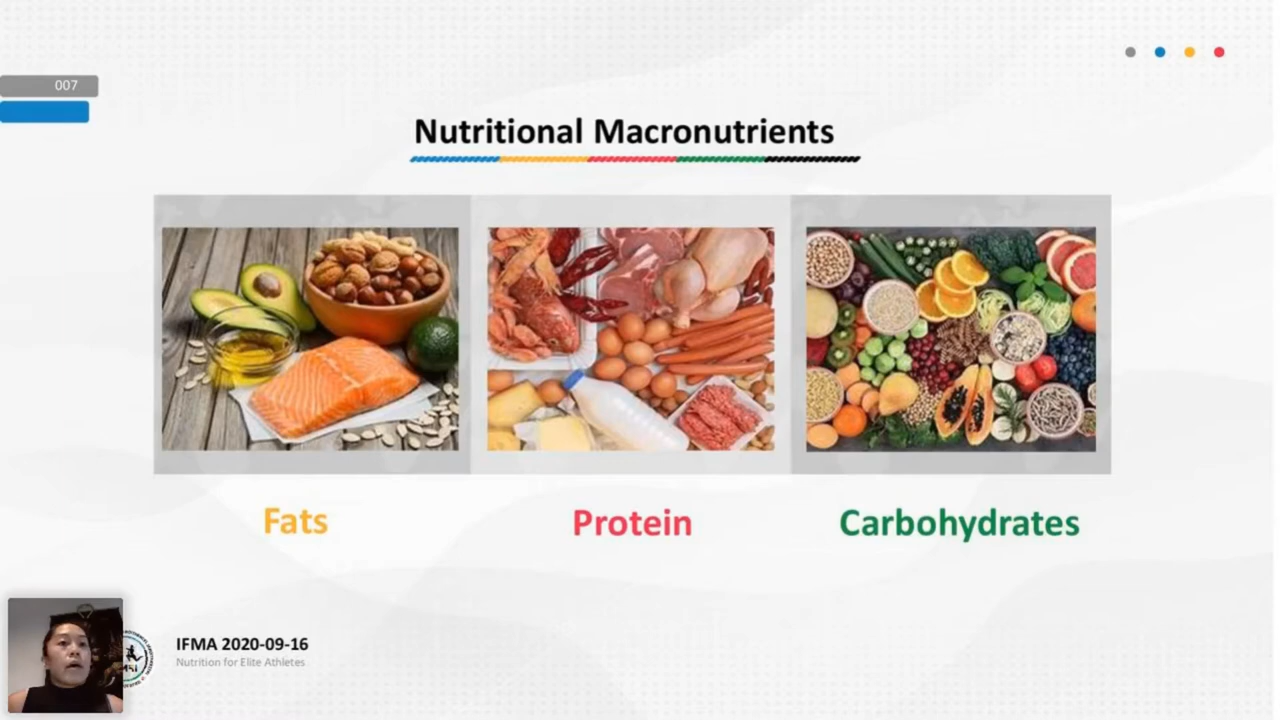 007
Nutritional Macronutrients
Fats
Protein
Carbohydrates
IFMA 2020-09-16
Nutrition for Elite Athletes